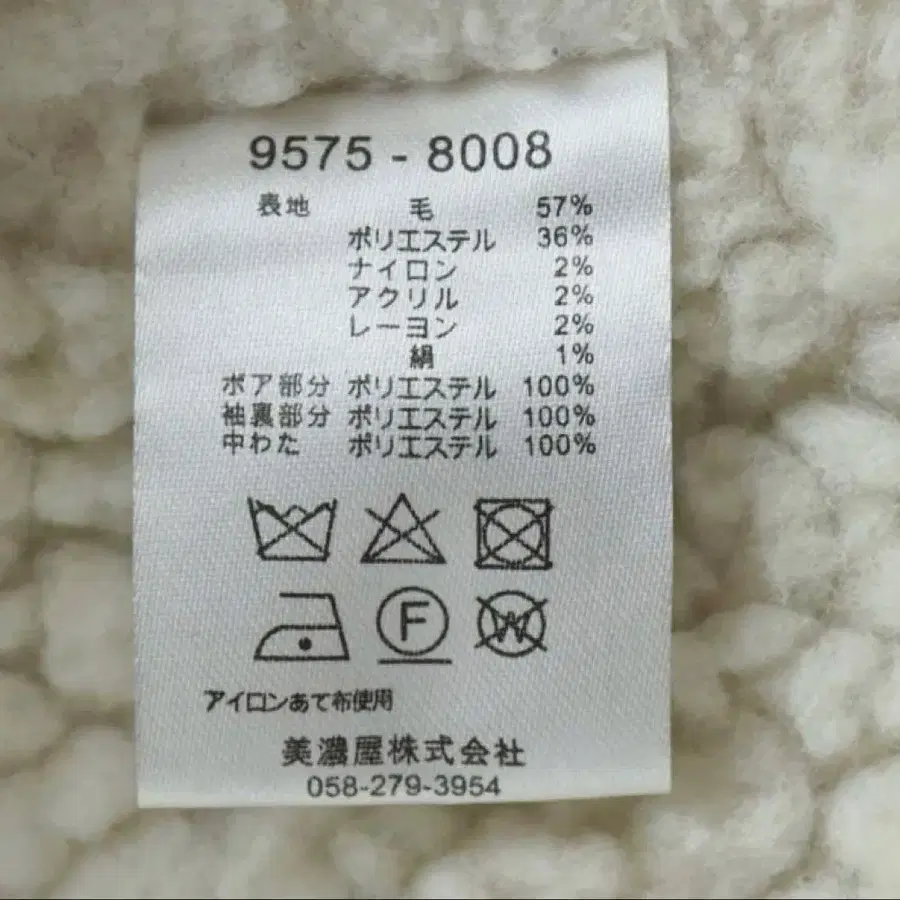 9575 - 8008
表地 毛 57%
ポリエステル 36%
ナイロン 2%
アクリル 2%
レーヨン 2%
絹 1%
ボア部分 ポリエステル 100%
袖裏部分 ポリエステル 100%
中わた ポリエステル 100%
F W
アイロンあて布使用
美濃屋株式会社
058-279-3954